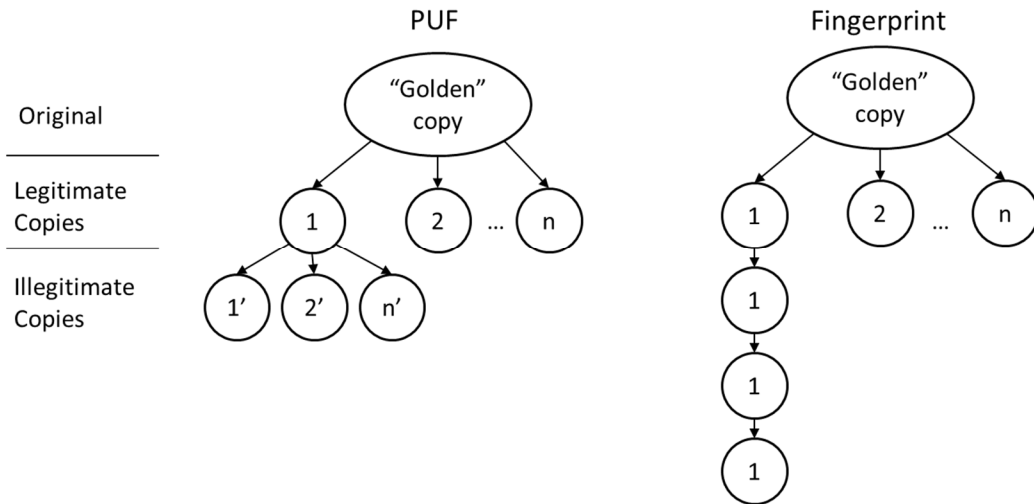 PUF
Fingerprint
Original
“Golden”
copy
“Golden”
copy
Legitimate
Copies
1
2
...
n
1
2
...
n
Illegitimate
Copies
1’
2’
n’
1
1
1